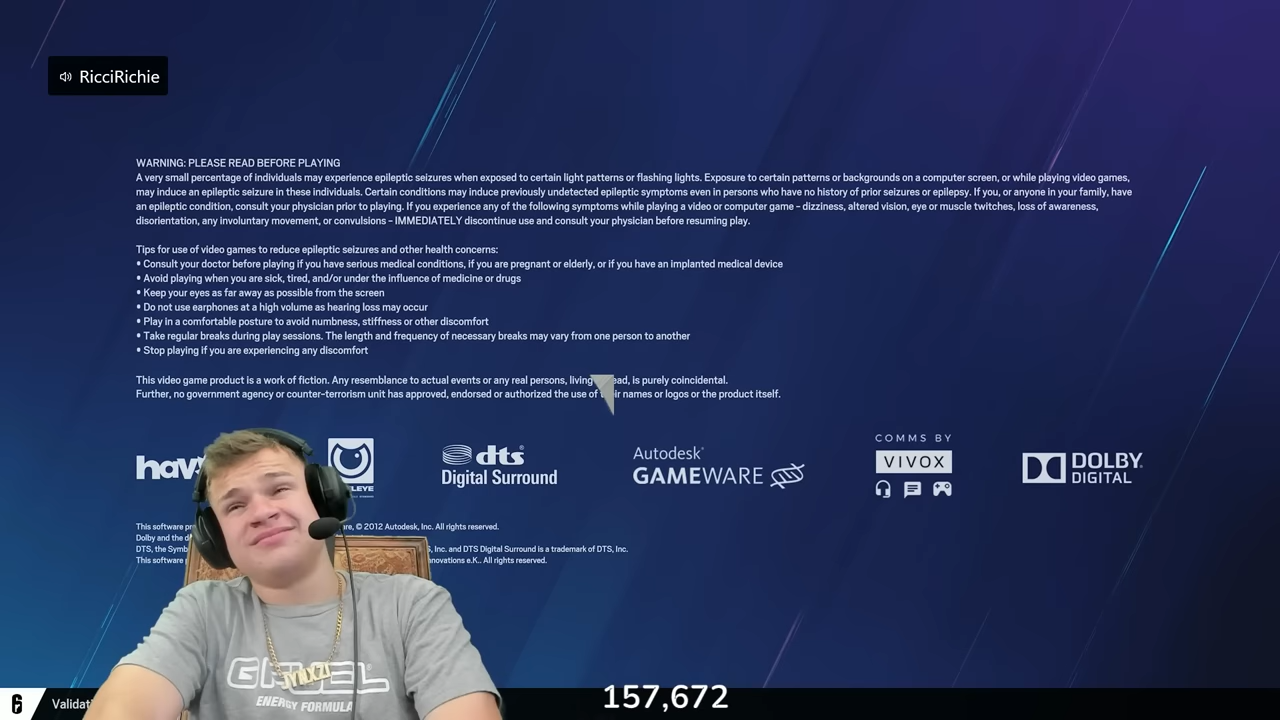 RicciRichie
WARNING: PLEASE READ BEFORE PLAYING
A very small percentage of individuals may experience epileptic seizures when exposed to certain light patterns or flashing lights. Exposure to certain patterns or backgrounds on a computer screen, or while playing video games,
may induce an epileptic seizure in these individuals. Certain conditions may induce previously undetected epileptic symptoms even in persons who have no history of prior seizures or epilepsy. If you, or anyone in your family, have
an epileptic condition, consult your physician prior to playing. If you experience any of the following symptoms while playing a video or computer game – dizziness, altered vision, eye or muscle twitches, loss of awareness,
disorientation, any involuntary movement, or convulsions – IMMEDIATELY discontinue use and consult your physician before resuming play.
Tips for use of video games to reduce epileptic seizures and other health concerns:
• Consult your doctor before playing if you have serious medical conditions, if you are pregnant or elderly, or if you have an implanted medical device
• Avoid playing when you are sick, tired, and/or under the influence of medicine or drugs
• Keep your eyes as far away as possible from the screen
• Do not use earphones at a high volume as hearing loss may occur
• Play in a comfortable posture to avoid numbness, stiffness or other discomfort
• Take regular breaks during play sessions. The length and frequency of necessary breaks may vary from one person to another
• Stop playing if you are experiencing any discomfort
This video game product is a work of fiction. Any resemblance to actual events or any real persons, living ead, is purely coincidental.
Further, no government agency or counter-terrorism unit has approved, endorsed or authorized the use of their names or logos or the product itself.
COMMS BY
VIVOX
hav
LEYE
dts
Digital Surround
Autodesk®
GAMEWARE
DOLBY
DIGITAL
This software pr re, © 2012 Autodesk, Inc. All rights reserved.
Dolby and the d
DTS, the Symb , Inc. and DTS Digital Surround is a trademark of DTS, Inc.
This software nnovations e.K.. All rights reserved.
JYNXZI
ENERGY FORMULA
Validat
157,672